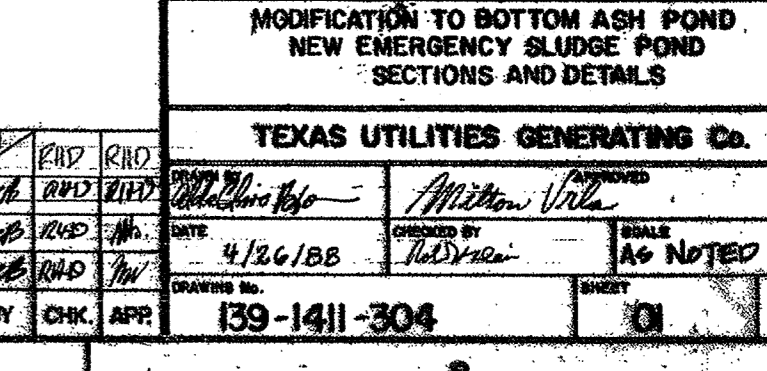 MODIFICATION TO BOTTOM ASH POND
NEW EMERGENCY SLUDGE POND
SECTIONS AND DETAILS
TEXAS UTILITIES GENERATING Co.
RHD RHD
DRAWN BY
APPROVED
RHD RHD
Milton
DATE
CHECKED BY
SCALE
RHD
4/26/88
AS NOTED
RHD
DRAWING No.
SHEET
Y CHK. APP.
139-1411-304
01